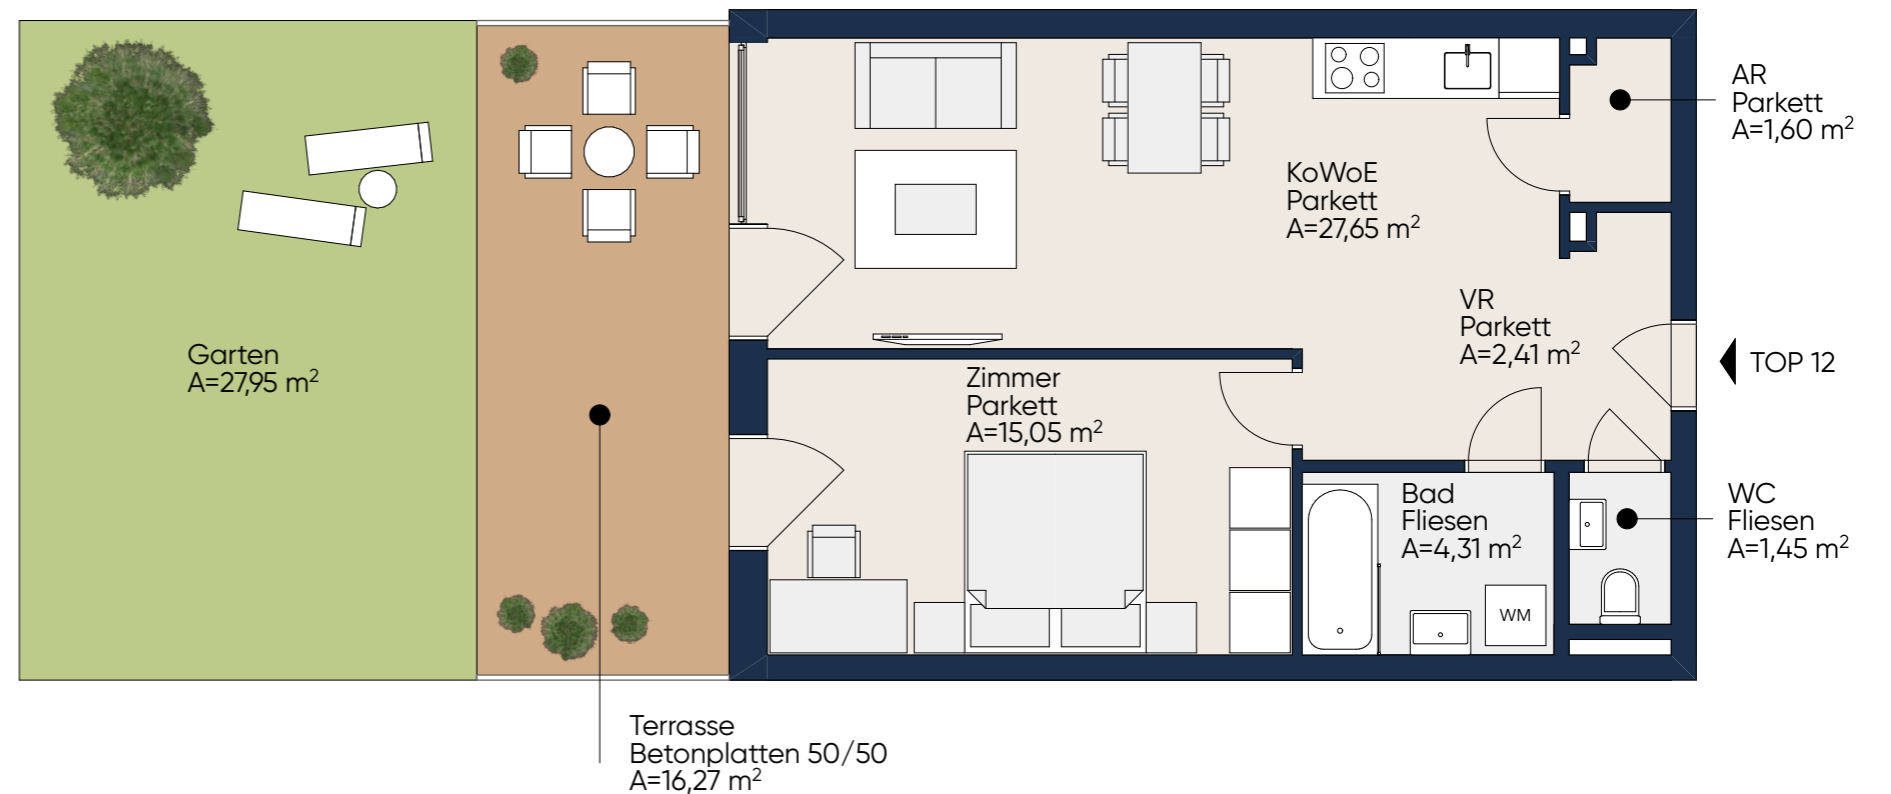 AR
Parkett
A=1,60 m²
KoWoE
Parkett
A=27,65 m²
VR
Parkett
A=2,41 m²
TOP 12
Garten
A=27,95 m²
Zimmer
Parkett
A=15,05 m²
Bad
Fliesen
A=4,31 m²
WC
Fliesen
A=1,45 m²
WM
Terrasse
Betonplatten 50/50
A=16,27 m²